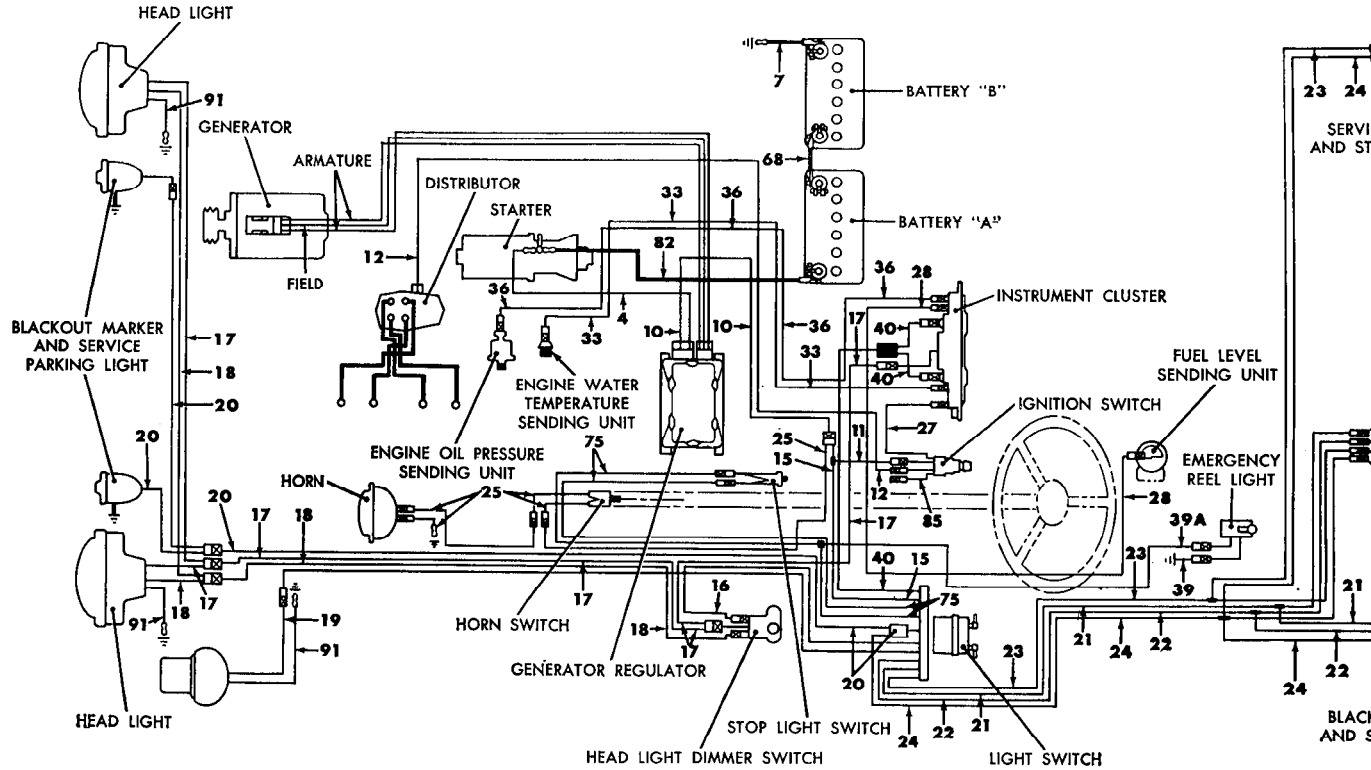 HEAD LIGHT
91
GENERATOR
ARMATURE
DISTRIBUTOR
STARTER
12
FIELD
36
33
4
82
33
36
7
BATTERY "B"
68
BATTERY "A"
23
24
SERVI
AND ST
BLACKOUT MARKER
AND SERVICE
PARKING LIGHT
17
18
20
10
10
36
33
17
36
28
40
40
INSTRUMENT CLUSTER
27
IGNITION SWITCH
FUEL LEVEL
SENDING UNIT
ENGINE WATER
TEMPERATURE
SENDING UNIT
ENGINE OIL PRESSURE
SENDING UNIT
75
25
15
11
12
85
17
28
EMERGENCY
REEL LIGHT
39A
39
20
HORN
25
20
17
18
17
18
91
19
91
17
HORN SWITCH
GENERATOR REGULATOR
16
18
17
40
15
75
20
23
21
24
22
23
24
22
21
21
22
24
HEAD LIGHT
STOP LIGHT SWITCH
HEAD LIGHT DIMMER SWITCH
LIGHT SWITCH
BLACK
AND S